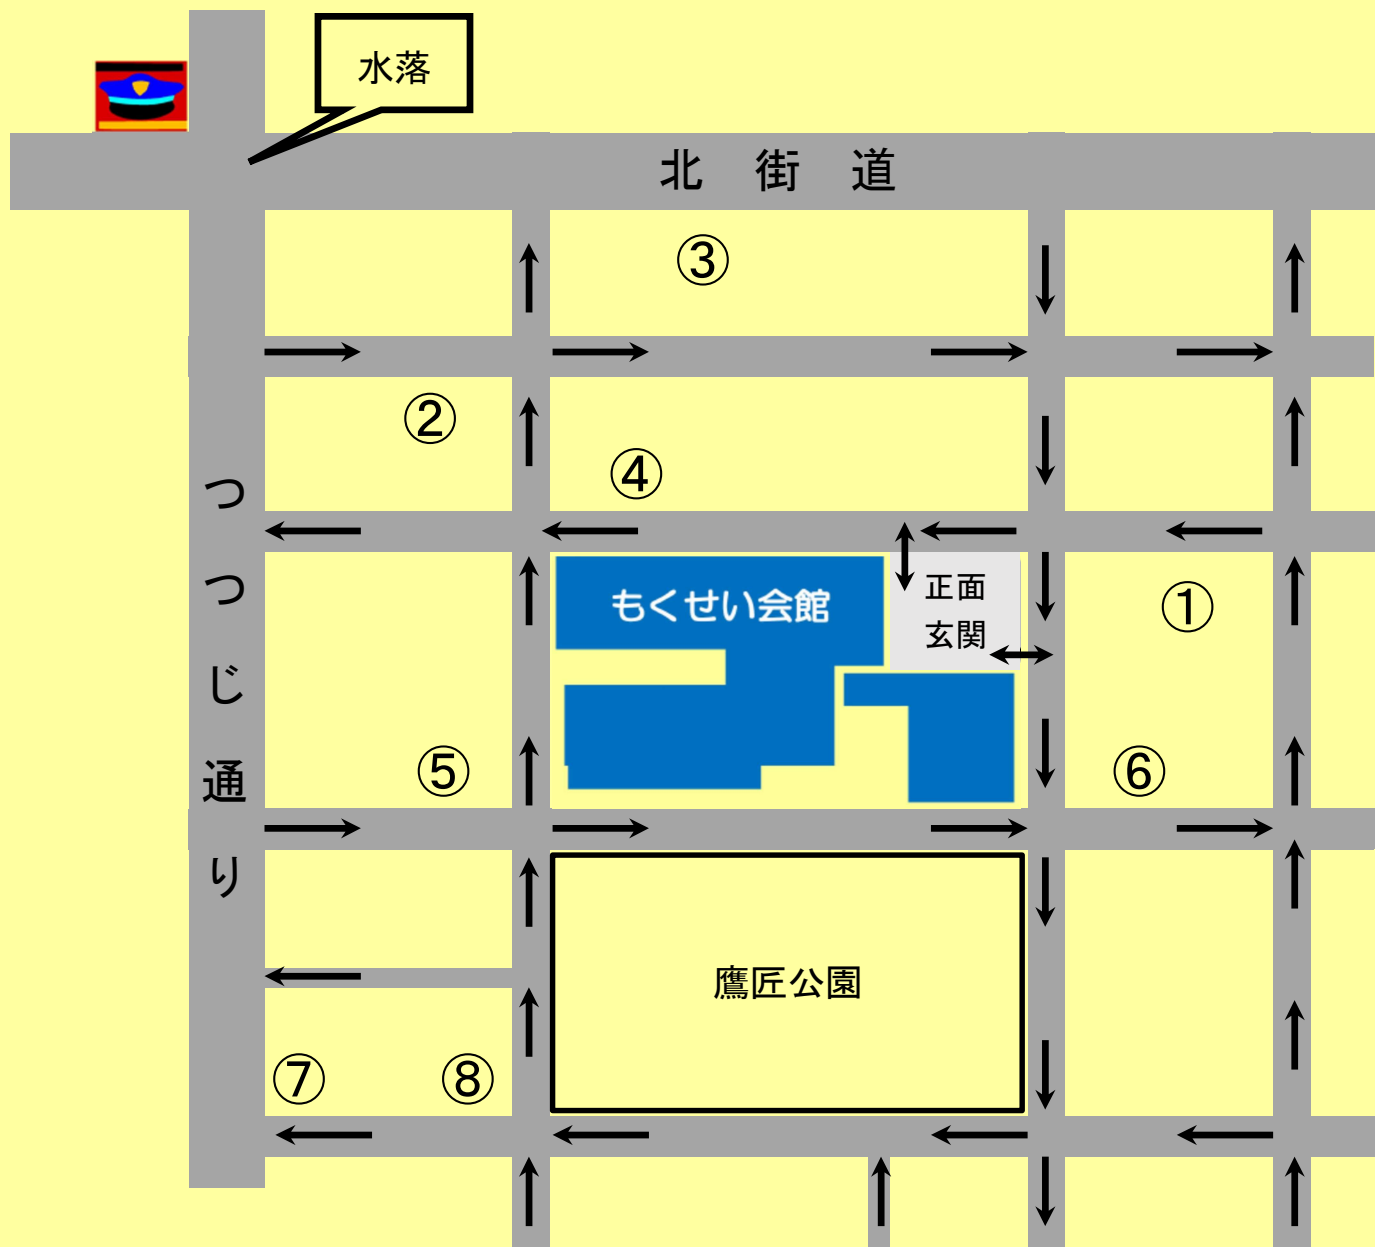 水落
北街道
③
②
④
つつじ通り
もくせい会館
正面
玄関
①
⑤
⑥
鷹匠公園
⑦
⑧